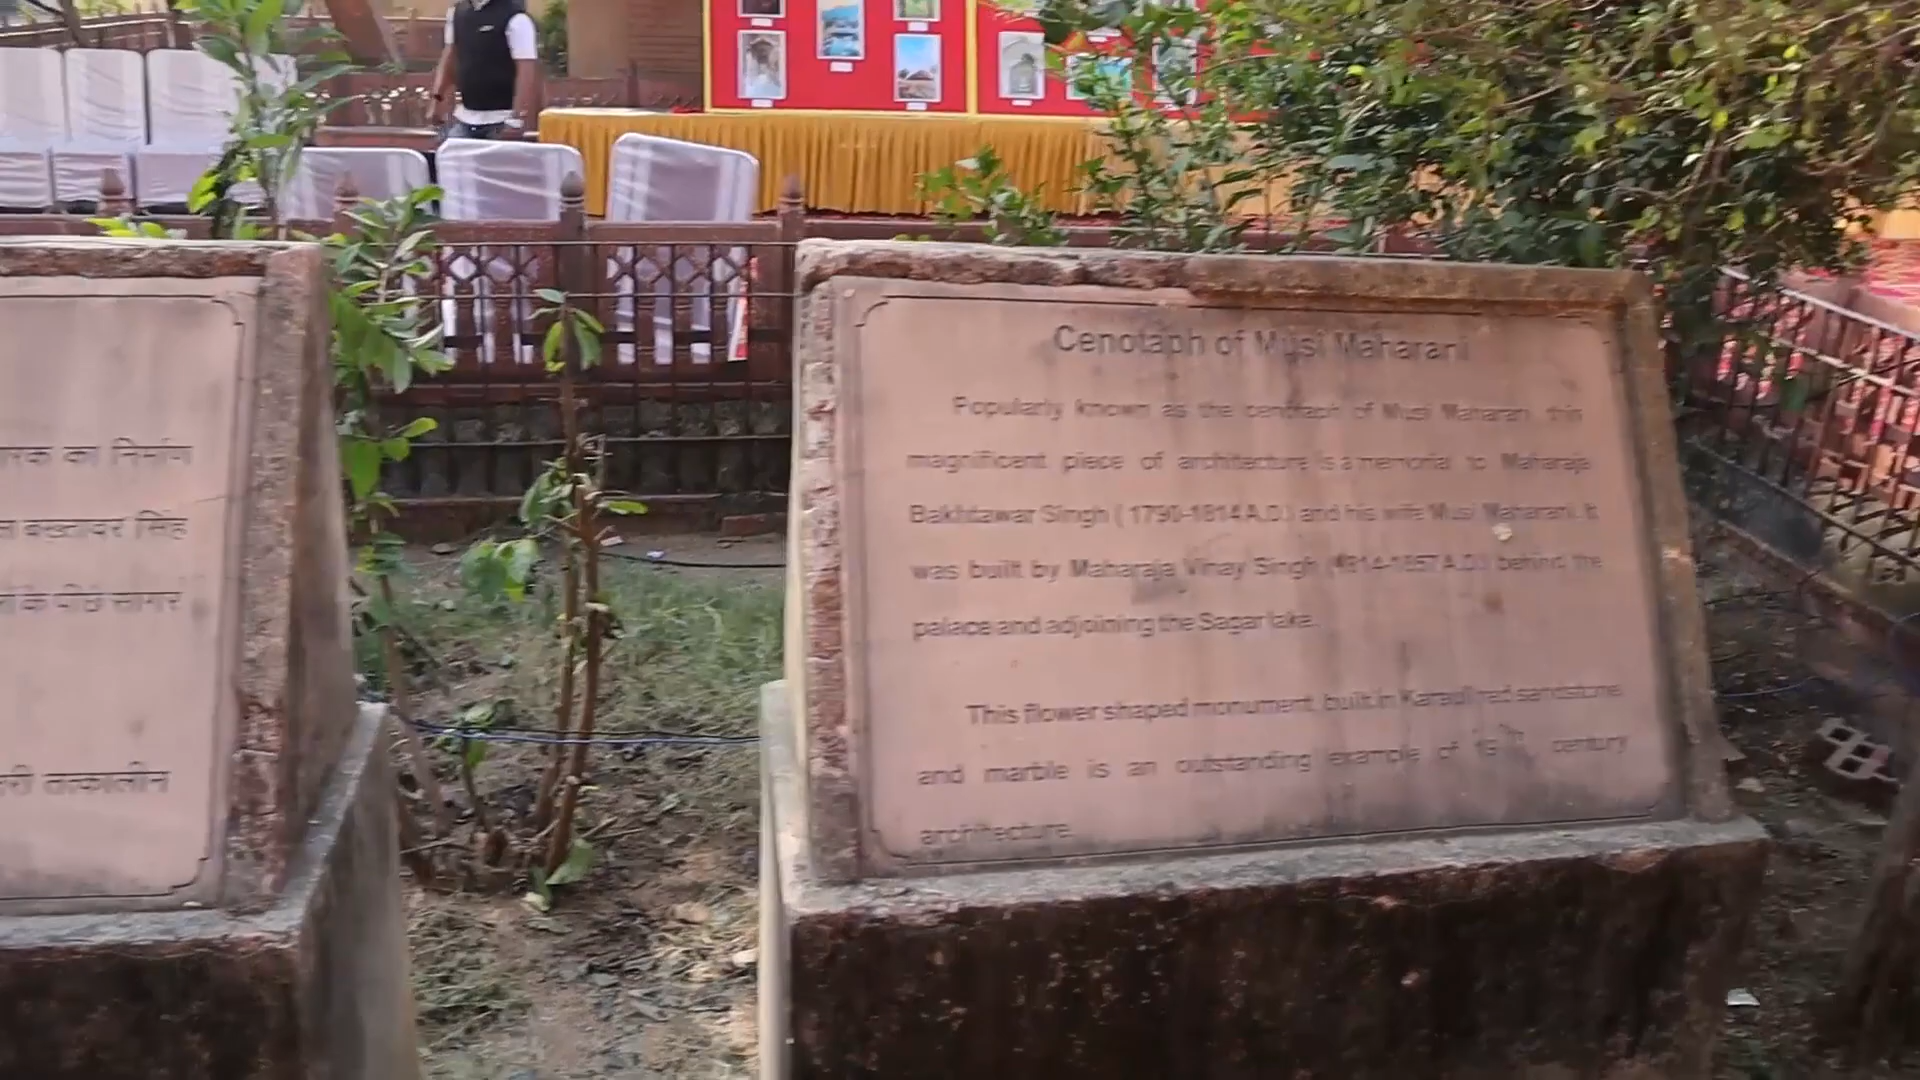 रक का निर्माण
बख्तावर सिंह
के पीछे सागर
तत्कालीन
Cenotaph of Musi Maharani
Popularly known as the cenotaph of Musi Maharani, this
magnificent piece of architecture is a memorial to Maharaja
Bakhtawar Singh ( 1790-1814 A.D.) and his wife Musi Maharani. It
was built by Maharaja Vinay Singh (1814-1857 A.D.) behind the
palace and adjoining the Sagar lake.
This flower shaped monument, built in Karauli red sandstone
and marble is an outstanding example of 19th, century
architecture.